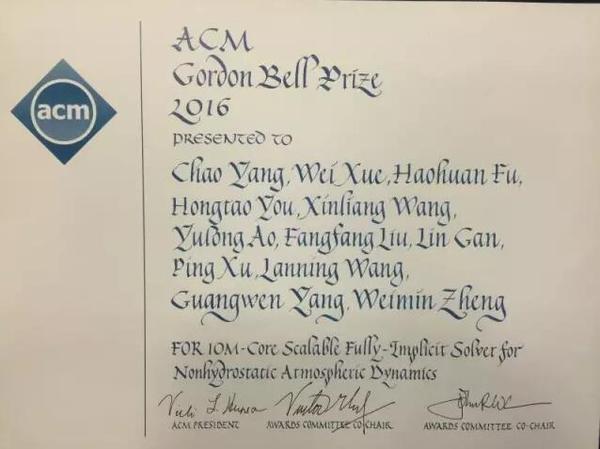 acm
ACM
Gordon Bell Prize
2016
PRESENTED TO
Chao Yang, Wei Xue, Haohuan Fu,
Hongtao You, Xinliang Wang,
Yulong Ao, Fangfang Liu, Lin Gan,
Ping Xu, Lanning Wang,
Guangwen Yang, Weimin Zheng
FOR 10M-Core Scalable Fully-Implicit Solver for
Nonhydrostatic Atmospheric Dynamics
ACM PRESIDENT AWARDS COMMITTEE CO-CHAIR AWARDS COMMITTEE CO-CHAIR